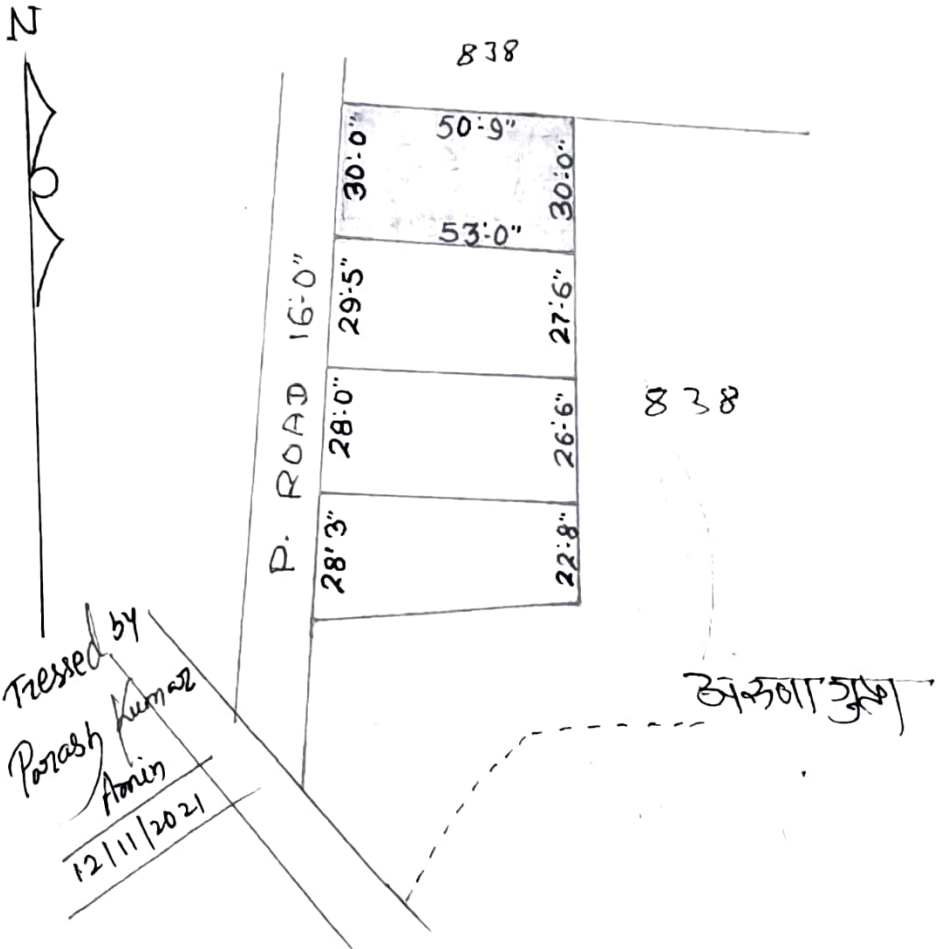 N
838
50'-9"
30'-0"
30'-0"
53'-0"
29'-5"
27'-6"
P. ROAD 16'-0"
28'-0"
26'-6"
838
28'3"
22'-8"
Tressed by
Parash Kumar
Amin
12/11/2021
अरुणा गुप्ता